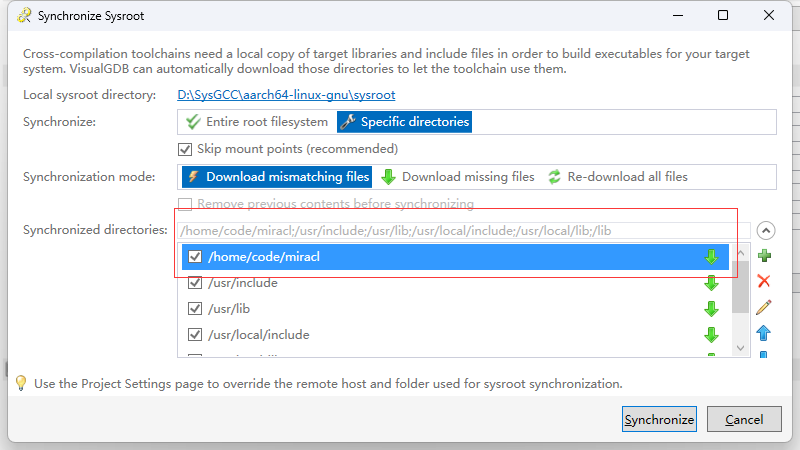 Synchronize Sysroot
Cross-compilation toolchains need a local copy of target libraries and include files in order to build executables for your target
system. VisualGDB can automatically download those directories to let the toolchain use them.
Local sysroot directory: D:\SysGCC\aarch64-linux-gnu\sysroot
Synchronize: Entire root filesystem Specific directories
Skip mount points (recommended)
Synchronization mode: Download mismatching files Download missing files Re-download all files
Remove previous contents before synchronizing
Synchronized directories: /home/code/miracl;/usr/include;/usr/lib;/usr/local/include;/usr/local/lib;/lib
/home/code/miracl
/usr/include
/usr/lib
/usr/local/include
Use the Project Settings page to override the remote host and folder used for sysroot synchronization.
Synchronize Cancel